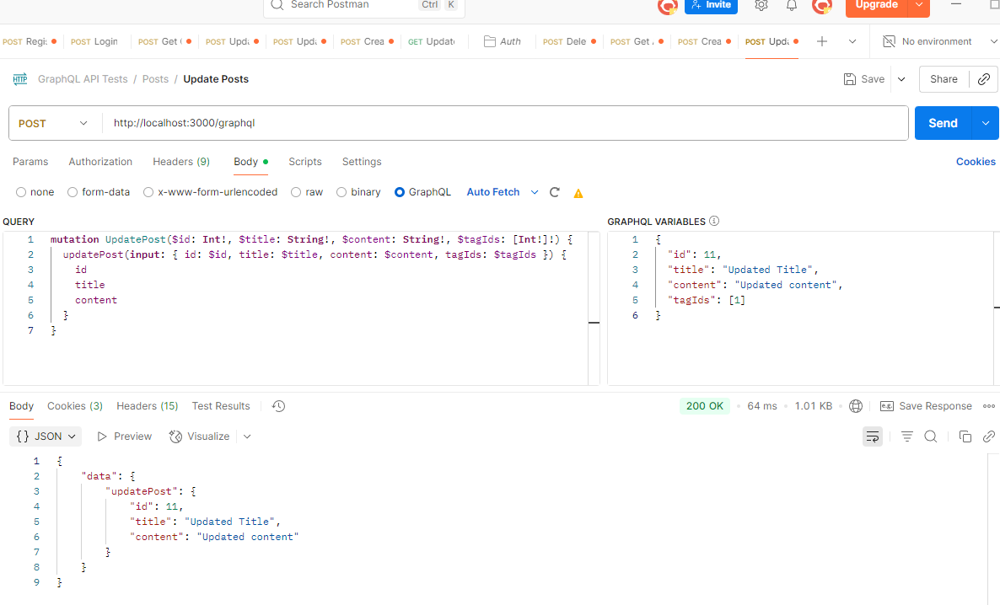 Search Postman Ctrl K Invite Upgrade
POST Regi: POST Login POST Get ( POST Upda POST Upda POST Crea GET Update Auth POST Dele POST Get . POST Crea POST Upda No environment
HTTP GraphQL API Tests / Posts / Update Posts Save Share
POST http://localhost:3000/graphql Send
Params Authorization Headers (9) Body Scripts Settings Cookies
none form-data x-www-form-urlencoded raw binary GraphQL Auto Fetch
QUERY
1 mutation UpdatePost($id: Int!, $title: String!, $content: String!, $tagIds: [Int!]!) {
2 updatePost(input: { id: $id, title: $title, content: $content, tagIds: $tagIds }) {
3 id
4 title
5 content
6 }
7 }
GRAPHQL VARIABLES
1 {
2 "id": 11,
3 "title": "Updated Title",
4 "content": "Updated content",
5 "tagIds": [1]
6 }
Body Cookies (3) Headers (15) Test Results 200 OK • 64 ms • 1.01 KB • e.g. Save Response
{} JSON Preview Visualize
1 {
2 "data": {
3 "updatePost": {
4 "id": 11,
5 "title": "Updated Title",
6 "content": "Updated content"
7 }
8 }
9 }